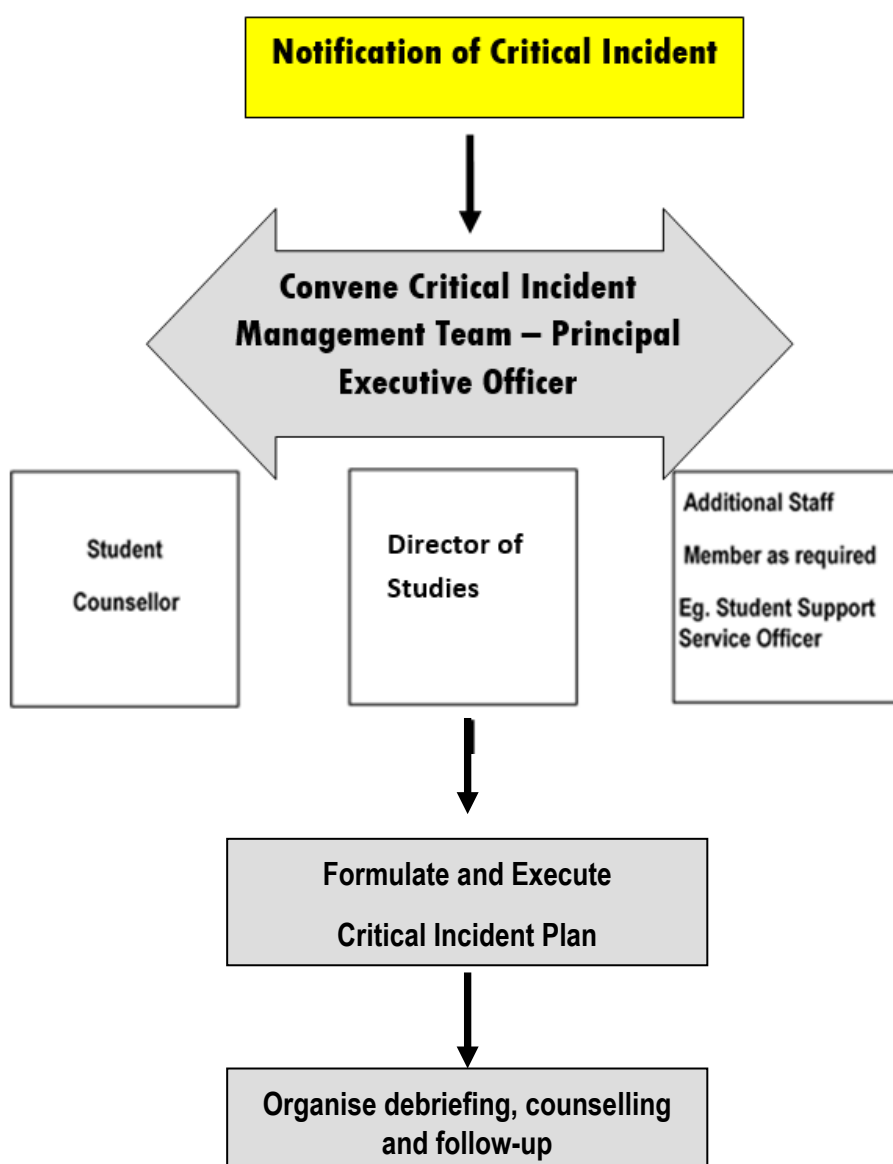 Notification of Critical Incident
Convene Critical Incident
Management Team – Principal
Executive Officer
Student
Counsellor
Director of
Studies
Additional Staff
Member as required
Eg. Student Support
Service Officer
Formulate and Execute
Critical Incident Plan
Organise debriefing, counselling
and follow-up